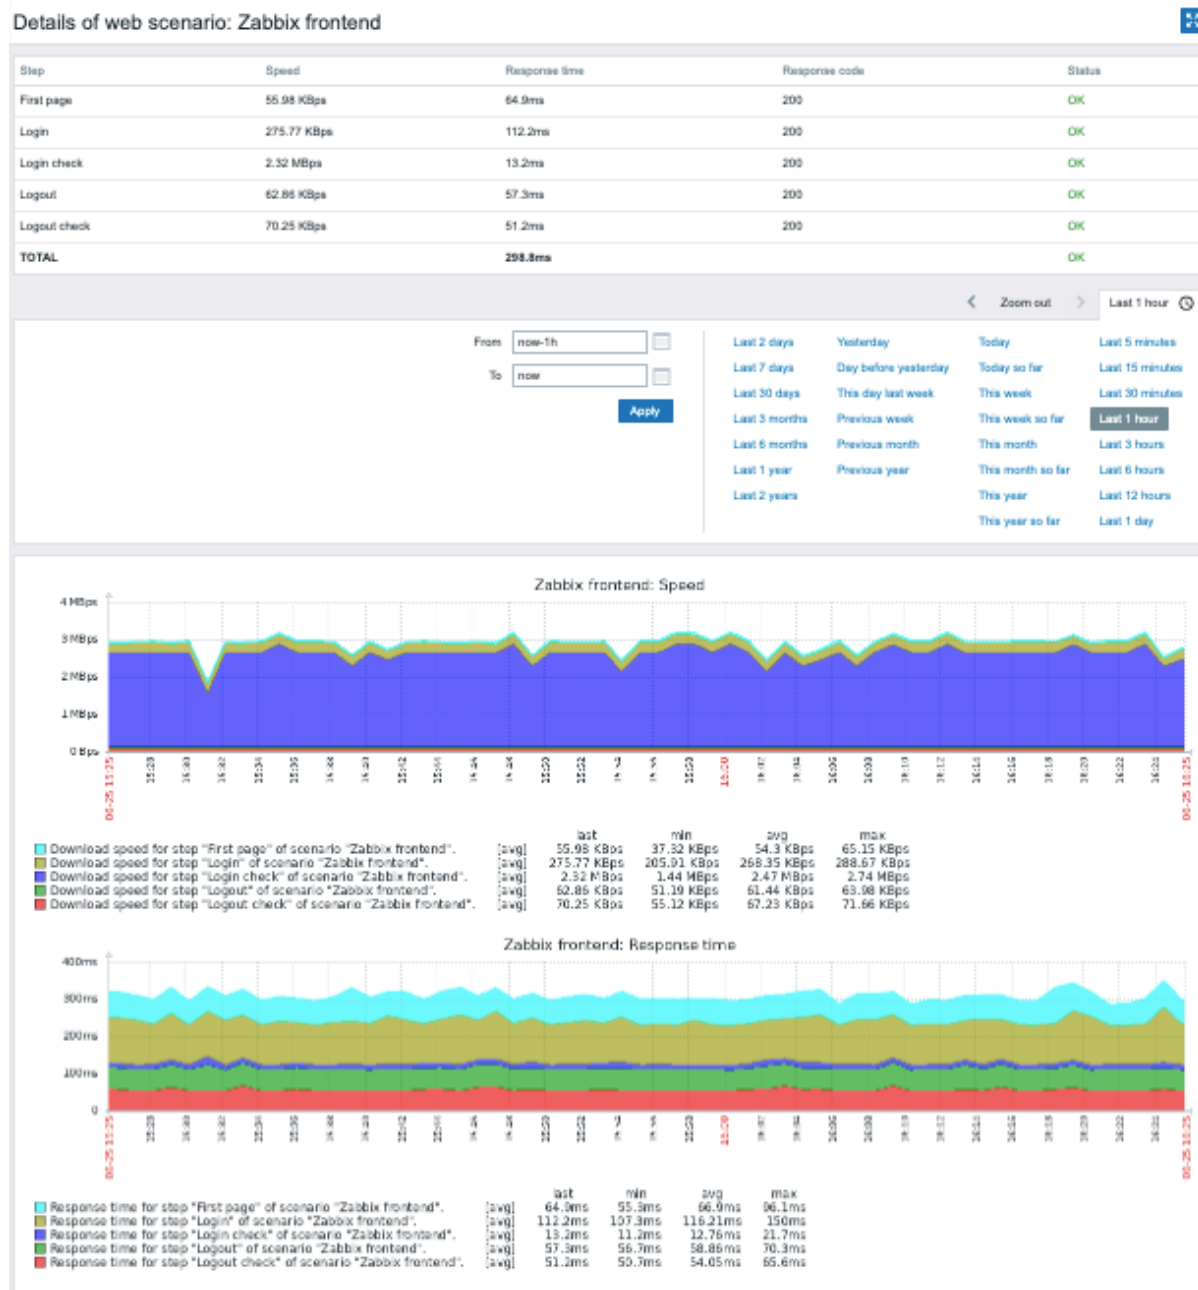 Details of web scenario: Zabbix frontend
Step Speed Response time Response code Status
First page 55.98 KBps 64.9ms 200 OK
Login 275.77 KBps 112.2ms 200 OK
Login check 2.32 MBps 13.2ms 200 OK
Logout 62.86 KBps 57.3ms 200 OK
Logout check 70.25 KBps 51.2ms 200 OK
TOTAL 298.8ms OK
Zoom out Last 1 hour
From now-1h
To now
Apply
Last 2 days Yesterday Today Last 5 minutes
Last 7 days Day before yesterday Today so far Last 15 minutes
Last 30 days This day last week This week Last 30 minutes
Last 3 months Previous week This week so far Last 1 hour
Last 6 months Previous month This month Last 3 hours
Last 1 year Previous year This month so far Last 6 hours
Last 2 years This year Last 12 hours
This year so far Last 1 day
Zabbix frontend: Speed
4 MBps
3 MBps
2 MBps
1 MBps
0 Bps
last min avg max
Download speed for step "First page" of scenario "Zabbix frontend". [avg] 55.98 KBps 37.32 KBps 54.3 KBps 65.15 KBps
Download speed for step "Login" of scenario "Zabbix frontend". [avg] 275.77 KBps 205.91 KBps 268.35 KBps 288.67 KBps
Download speed for step "Login check" of scenario "Zabbix frontend". [avg] 2.32 MBps 1.44 MBps 2.47 MBps 2.74 MBps
Download speed for step "Logout" of scenario "Zabbix frontend". [avg] 62.86 KBps 51.19 KBps 61.44 KBps 63.98 KBps
Download speed for step "Logout check" of scenario "Zabbix frontend". [avg] 70.25 KBps 55.12 KBps 67.23 KBps 71.66 KBps
Zabbix frontend: Response time
400ms
300ms
200ms
100ms
0
last min avg max
Response time for step "First page" of scenario "Zabbix frontend". [avg] 64.9ms 55.3ms 66.9ms 96.1ms
Response time for step "Login" of scenario "Zabbix frontend". [avg] 112.2ms 107.3ms 116.21ms 150ms
Response time for step "Login check" of scenario "Zabbix frontend". [avg] 13.2ms 11.2ms 12.76ms 21.7ms
Response time for step "Logout" of scenario "Zabbix frontend". [avg] 57.3ms 56.7ms 58.86ms 70.3ms
Response time for step "Logout check" of scenario "Zabbix frontend". [avg] 51.2ms 50.7ms 54.05ms 65.6ms